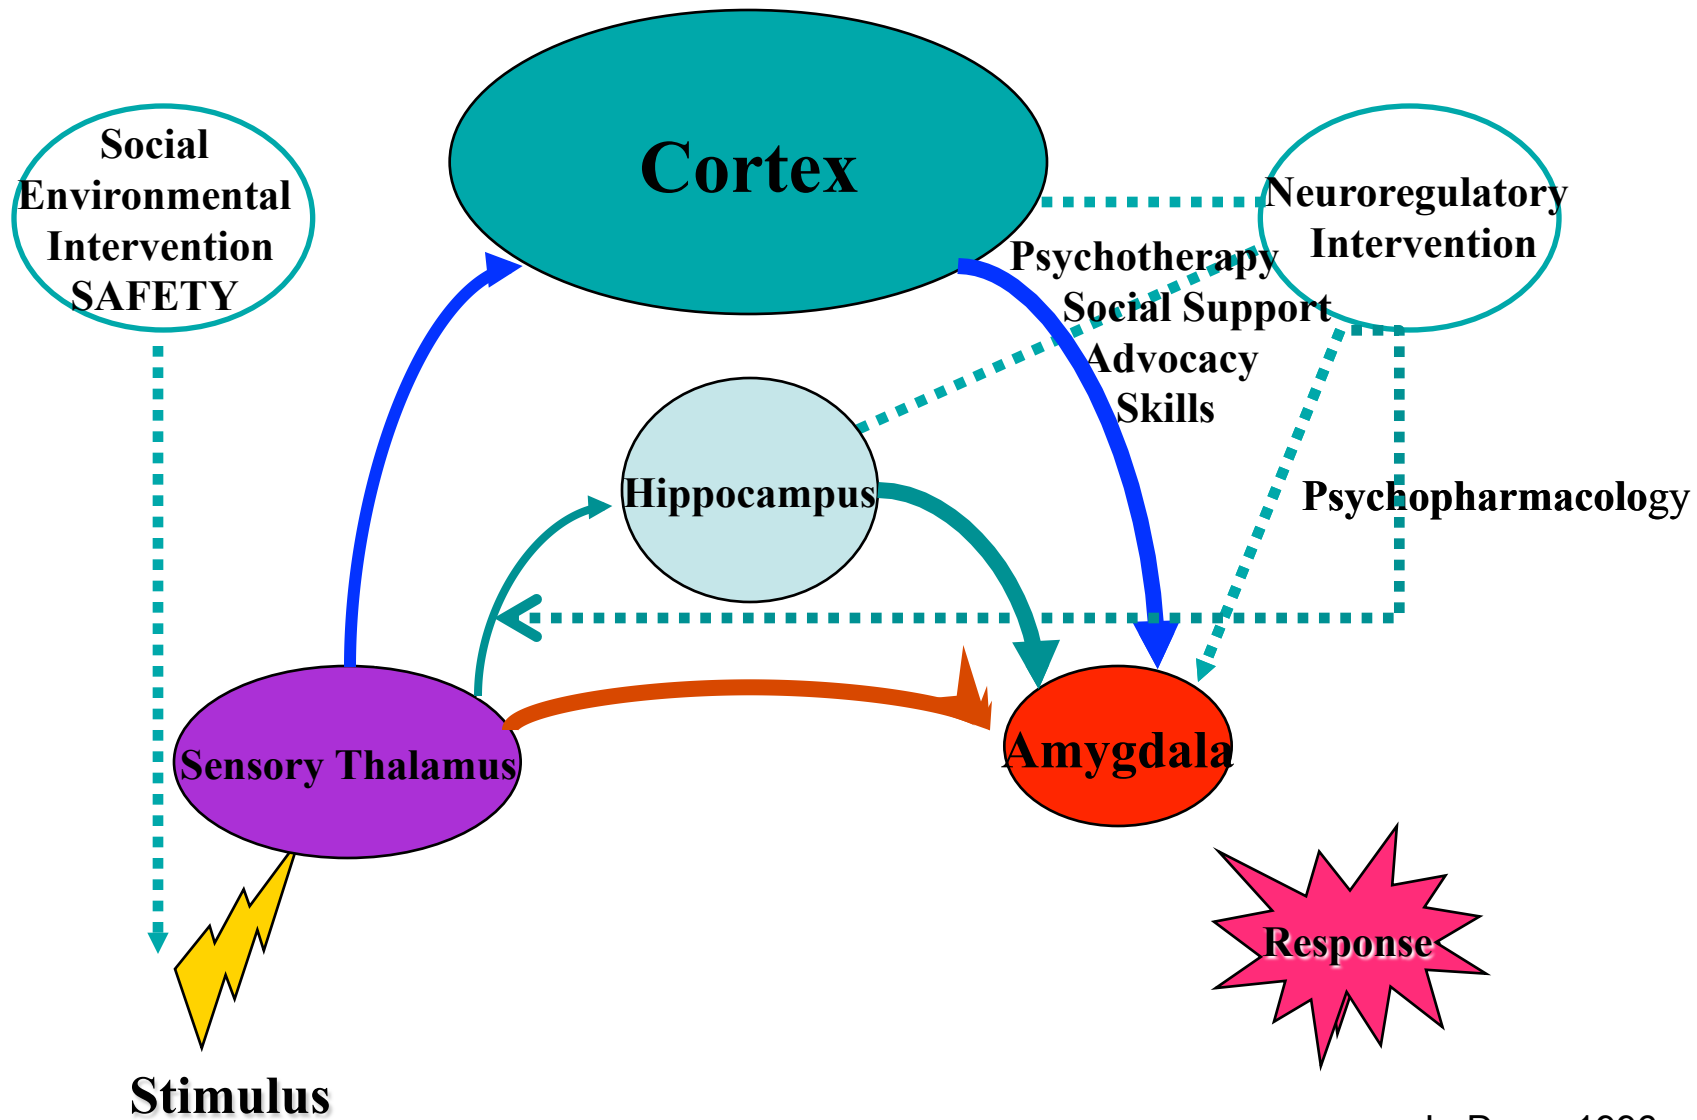 Cortex
Social
Environmental
Intervention
SAFETY
Neuroregulatory
Intervention
Psychotherapy
Social Support
Advocacy
Skills
Hippocampus
Psychopharmacology
Sensory Thalamus
Amygdala
Response
Stimulus